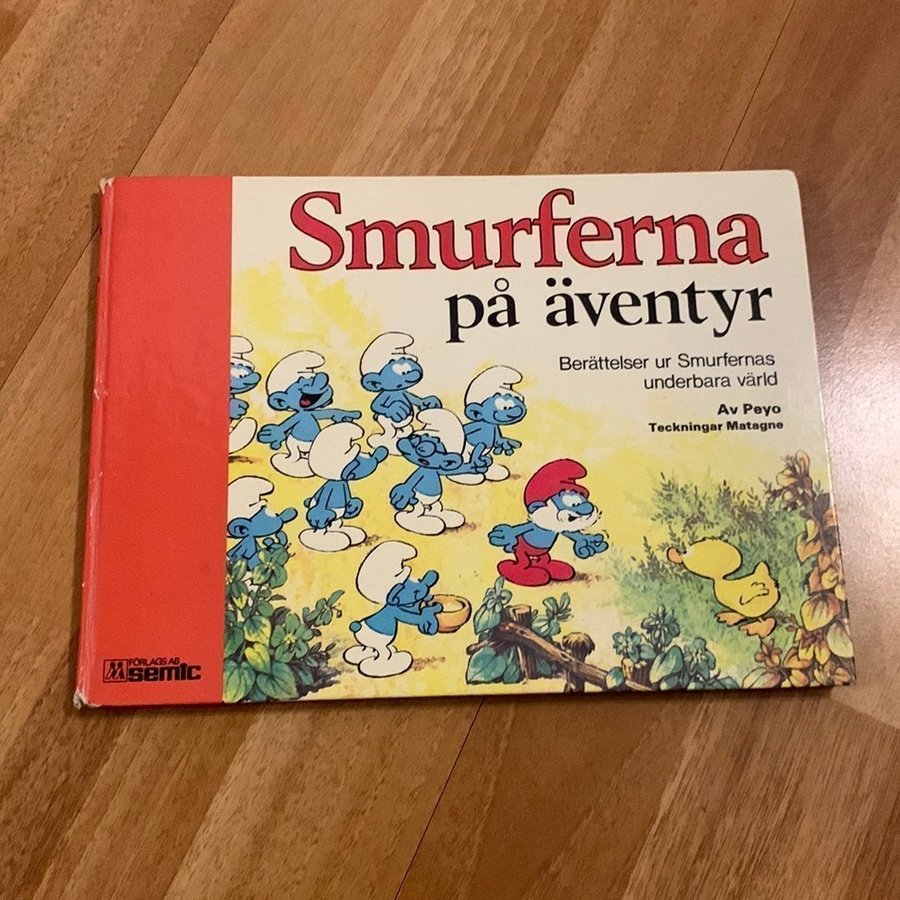 Smurferna
på äventyr
Berättelser ur Smurfernas
underbara värld
Av Peyo
Teckningar Matagne
FÖRLAGS AB
semic